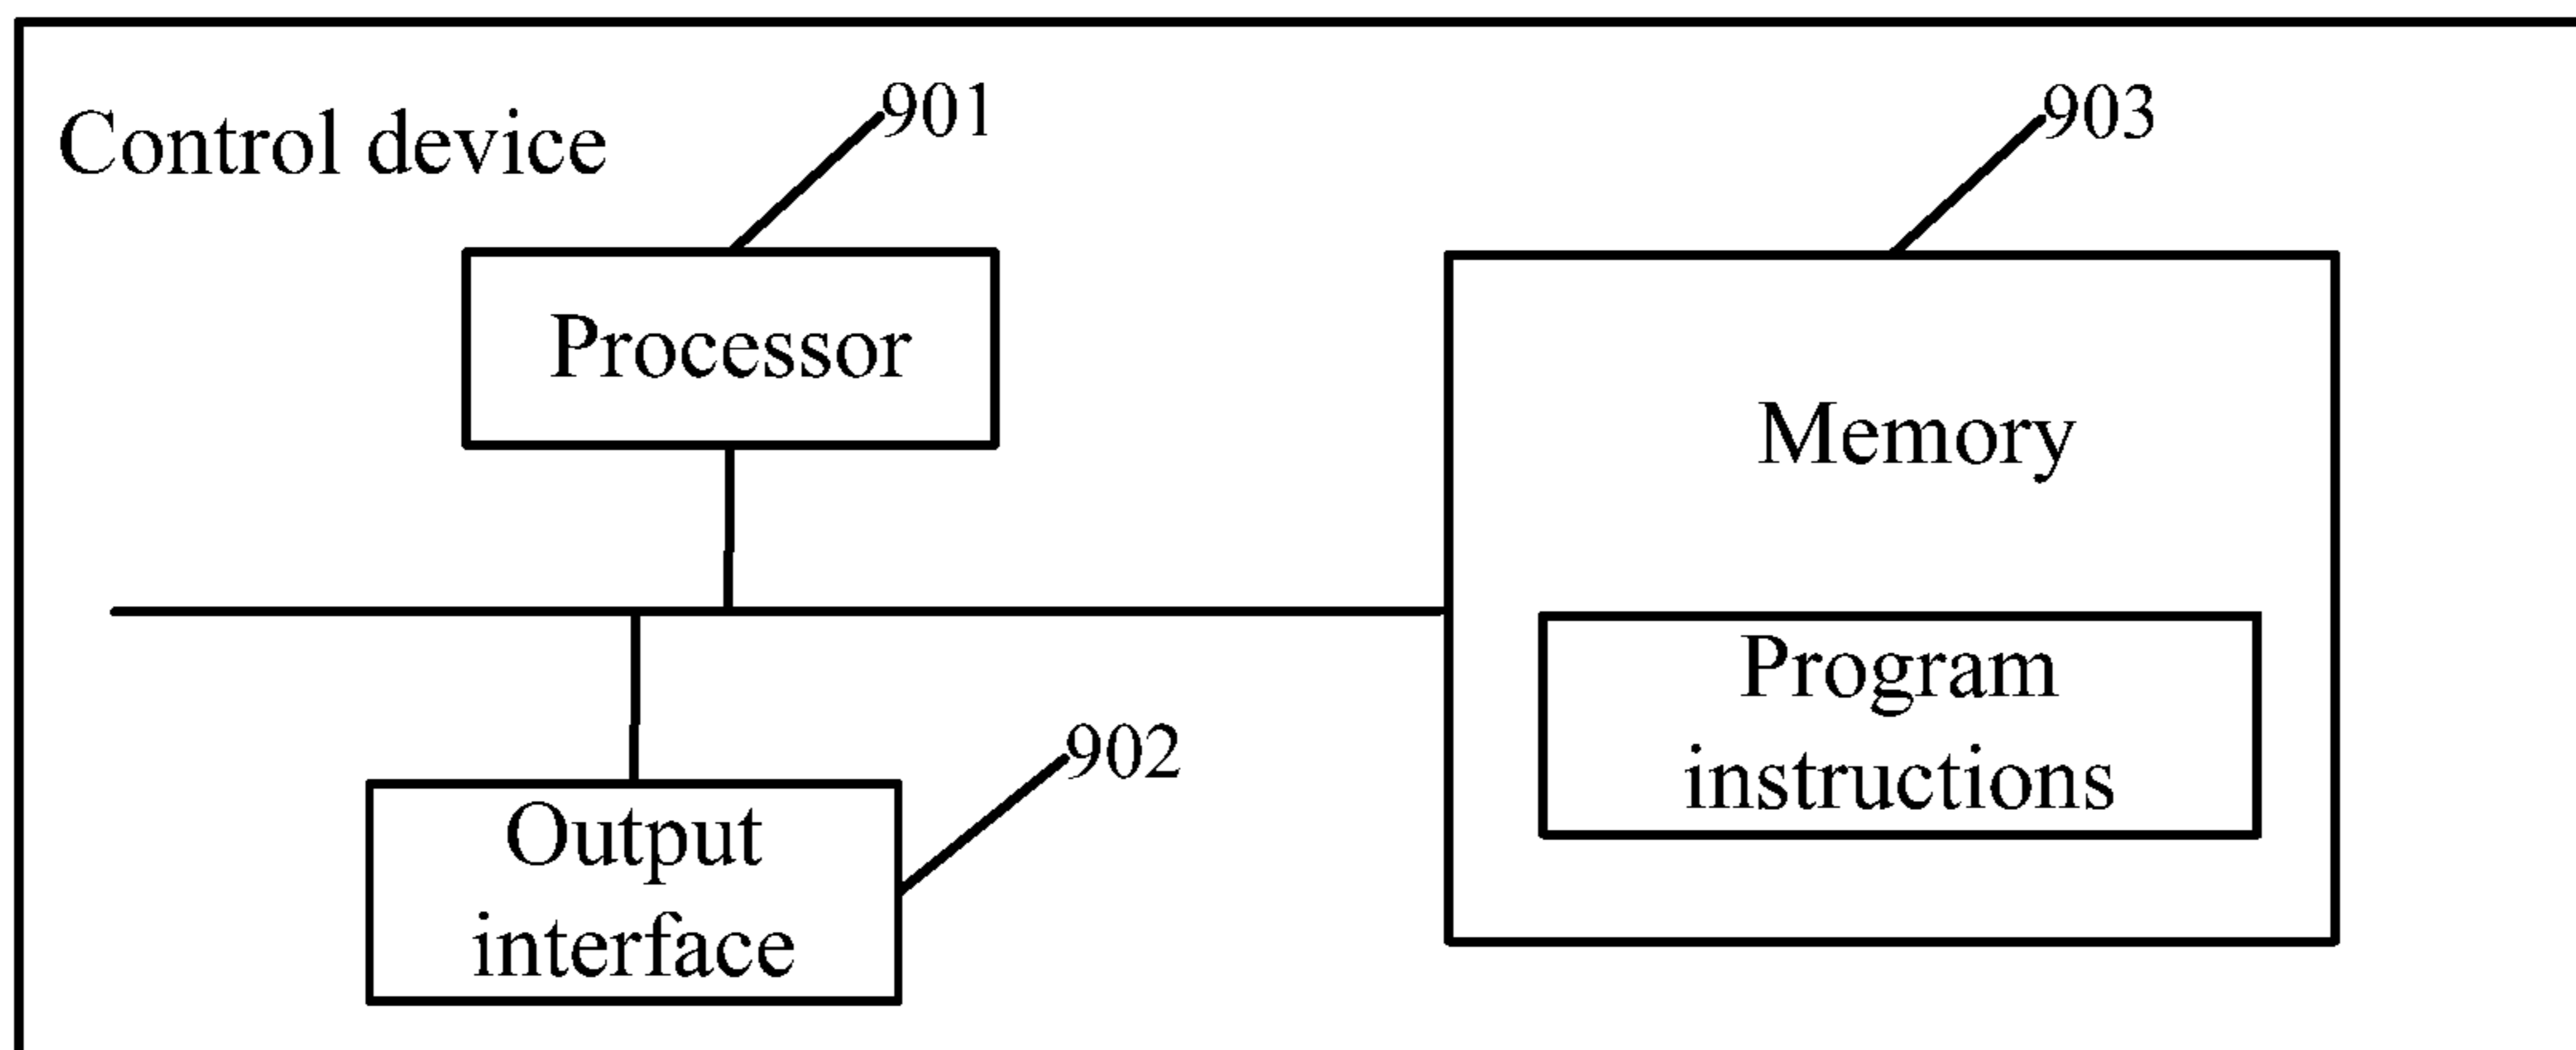 Control device
901
903
Processor
Memory
Program
instructions
902
Output
interface